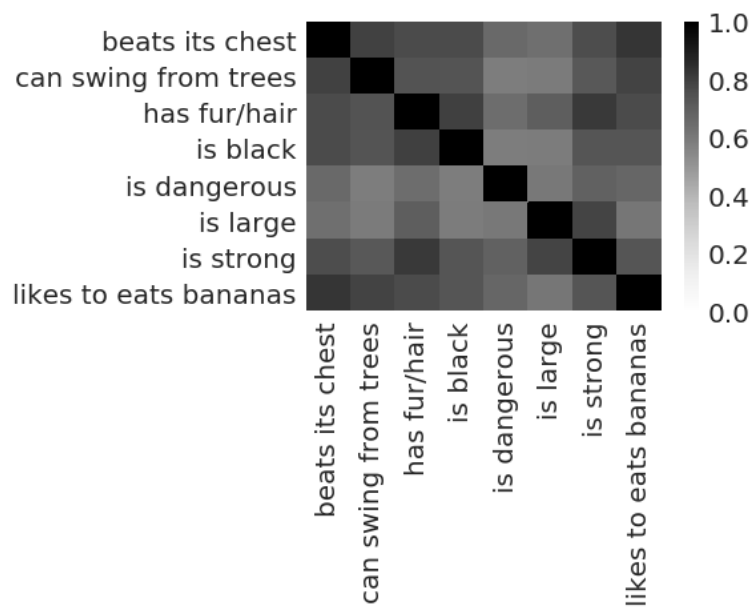 beats its chest
can swing from trees
has fur/hair
is black
is dangerous
is large
is strong
likes to eats bananas
1.0
0.8
0.6
0.4
0.2
0.0
beats its chest
can swing from trees
has fur/hair
is black
is dangerous
is large
is strong
likes to eats bananas